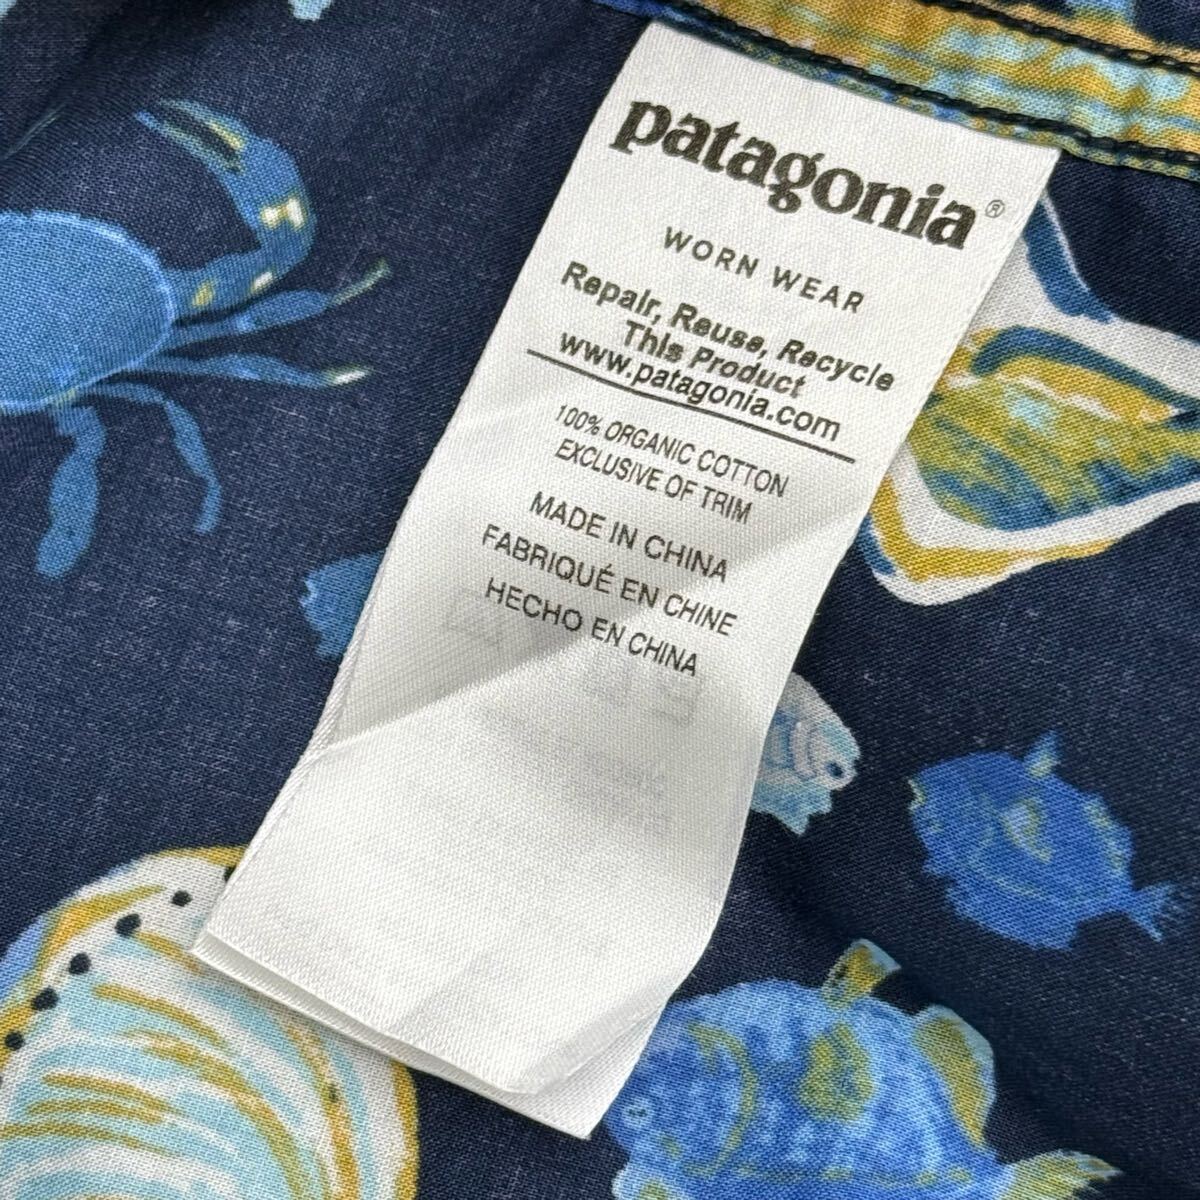 patagonia®
WORN WEAR
Repair, Reuse, Recycle
This Product
www.patagonia.com
100% ORGANIC COTTON
EXCLUSIVE OF TRIM
MADE IN CHINA
FABRIQUÉ EN CHINE
HECHO EN CHINA